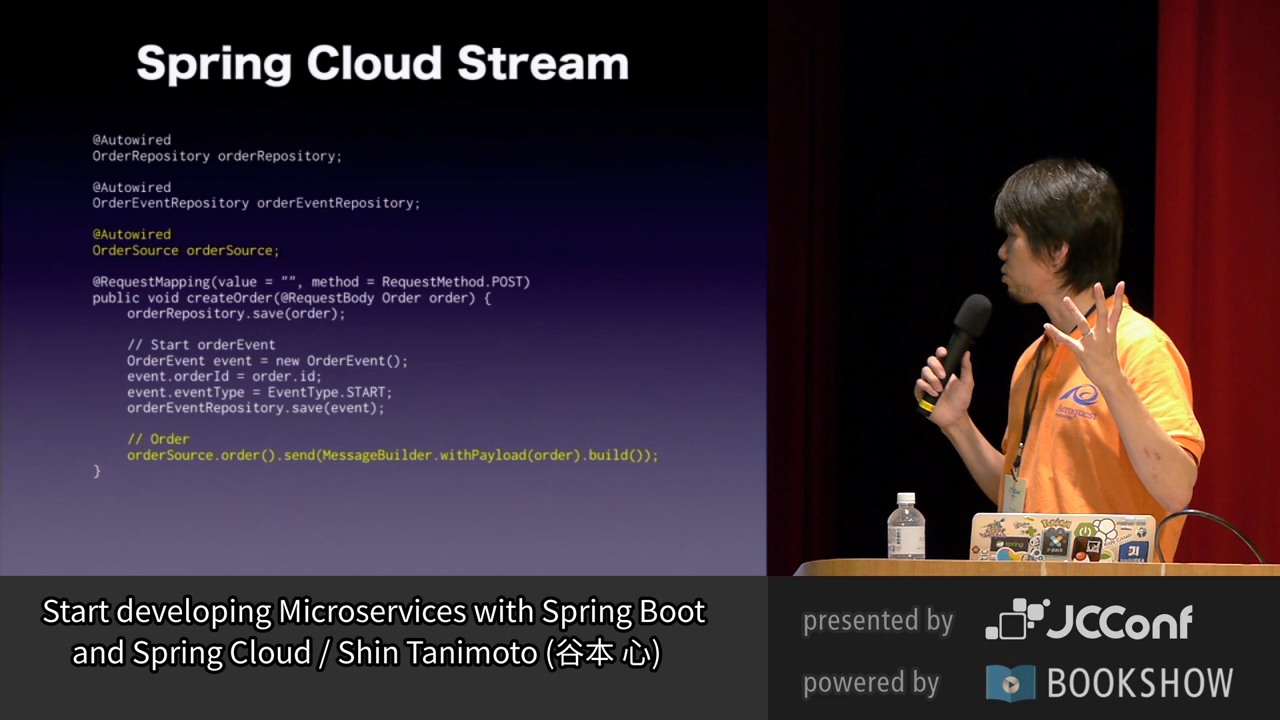 Spring Cloud Stream
@Autowired
OrderRepository orderRepository;
@Autowired
OrderEventRepository orderEventRepository;
@Autowired
OrderSource orderSource;
@RequestMapping(value = "", method = RequestMethod.POST)
public void createOrder(@RequestBody Order order) {
orderRepository.save(order);
// Start orderEvent
OrderEvent event = new OrderEvent();
event.orderId = order.id;
event.eventType = EventType.START;
orderEventRepository.save(event);
// Order
orderSource.order().send(MessageBuilder.withPayload(order).build());
}
Acroquest
spring
Start developing Microservices with Spring Boot
and Spring Cloud / Shin Tanimoto (谷本 心)
presented by JCConf
powered by BOOKSHOW